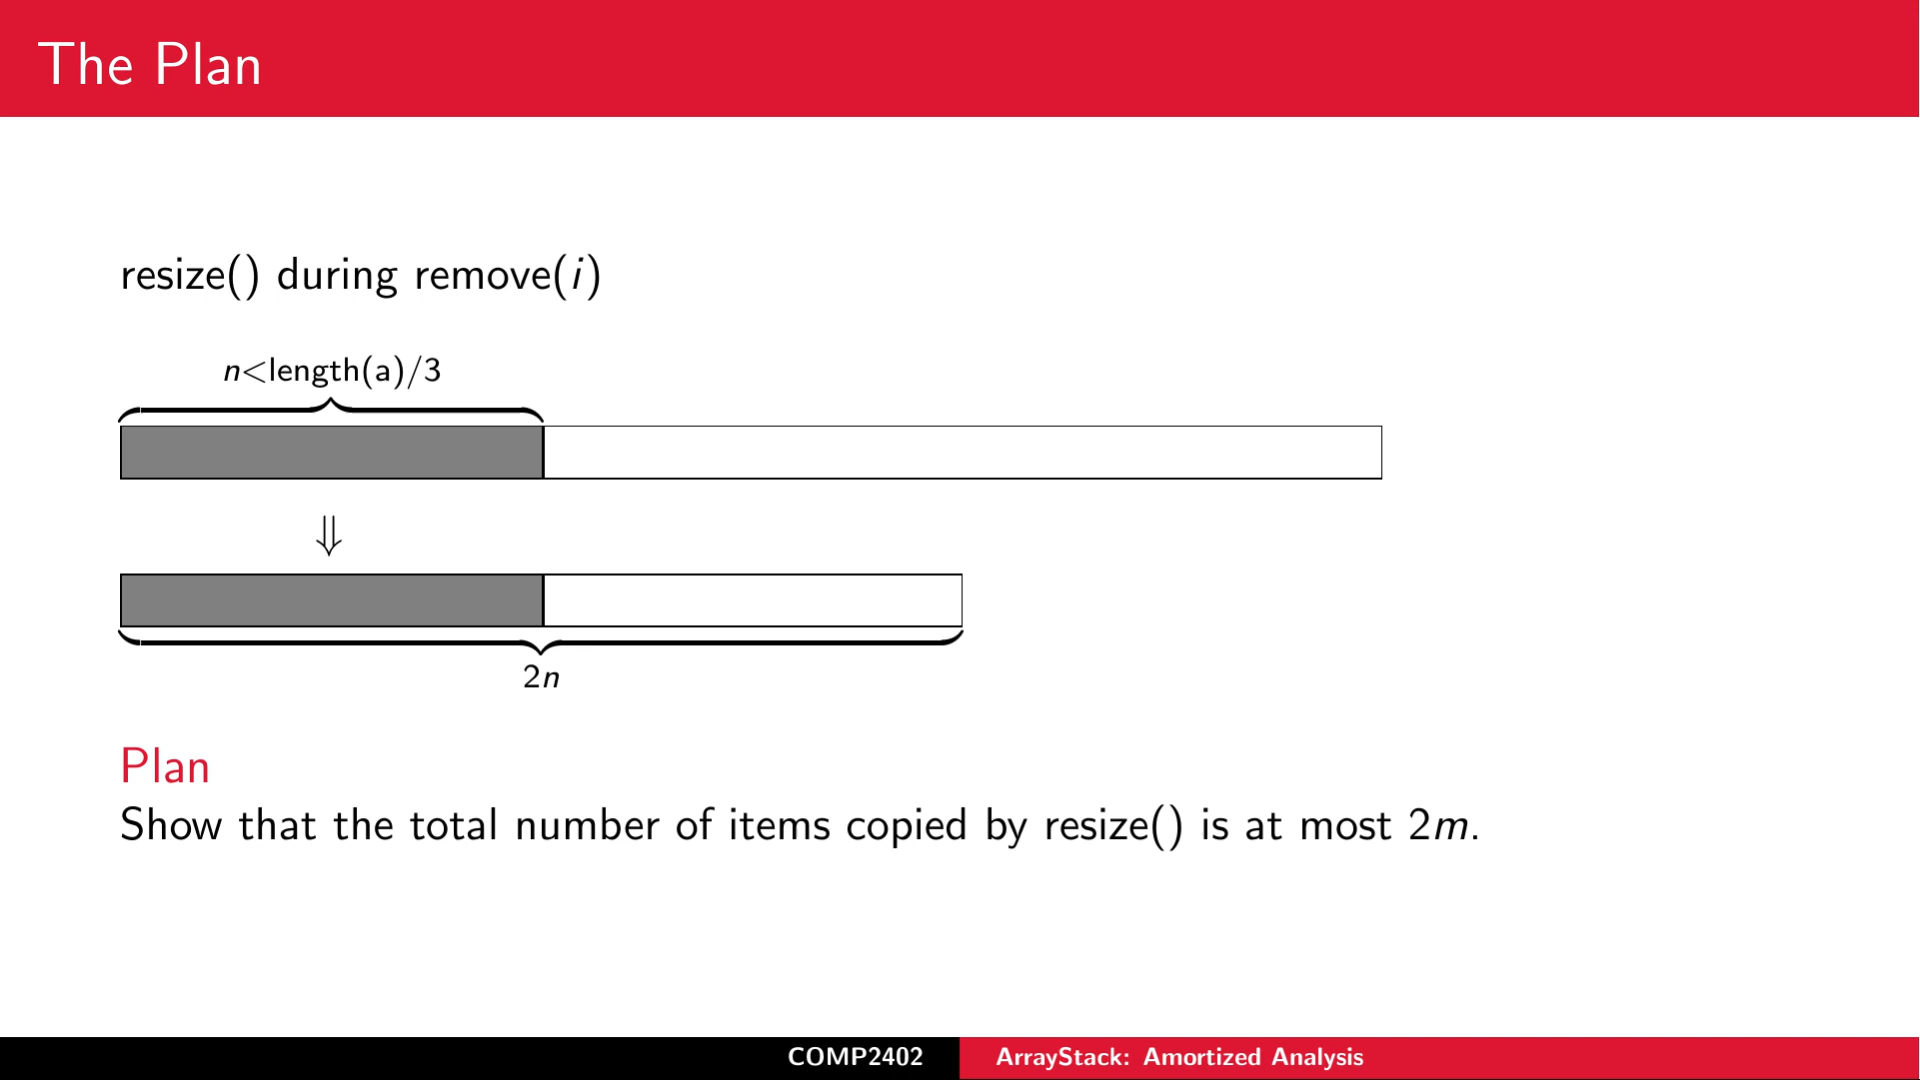 The Plan
resize() during remove(i)
n<length(a)/3
⇓
2n
Plan
Show that the total number of items copied by resize() is at most 2m.
COMP2402 ArrayStack: Amortized Analysis